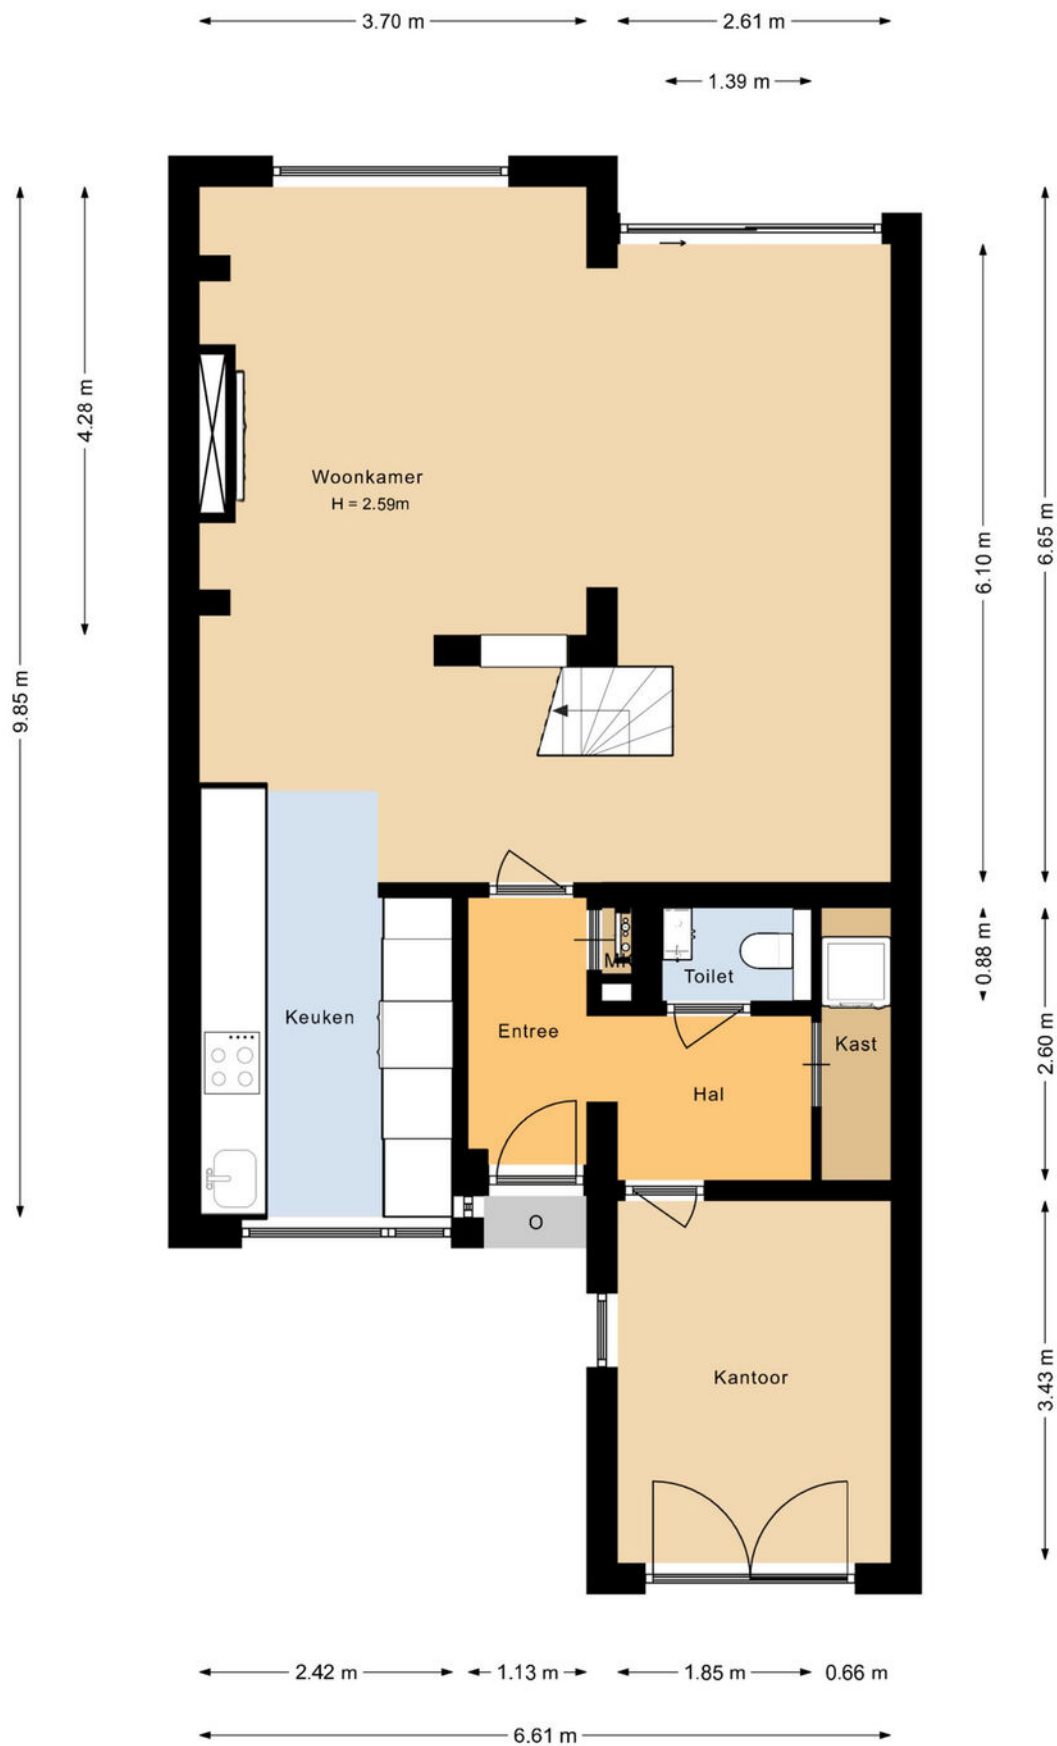 3.70 m
2.61 m
1.39 m
4.28 m
9.85 m
6.10 m
6.65 m
Woonkamer
H = 2.59m
0.88 m
2.60 m
MK
Toilet
Keuken
Entree
Kast
Hal
O
3.43 m
Kantoor
2.42 m
1.13 m
1.85 m
0.66 m
6.61 m